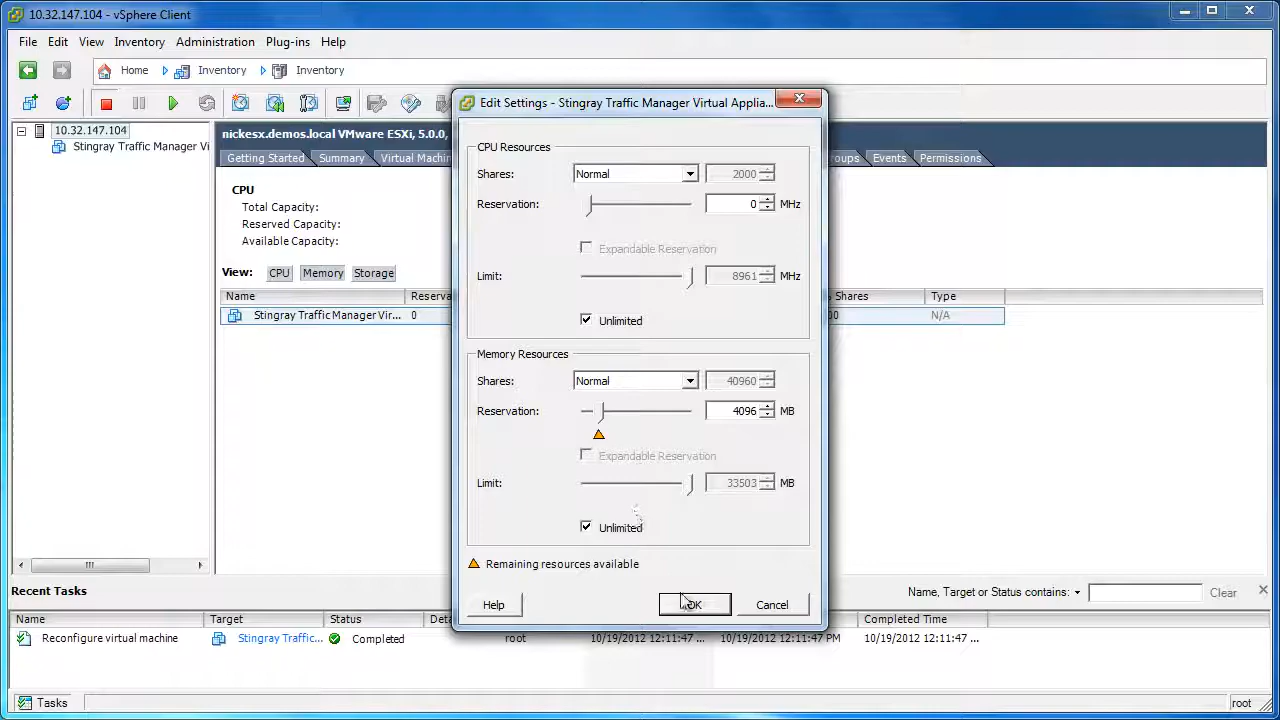 10.32.147.104 - vSphere Client
File Edit View Inventory Administration Plug-ins Help
Home Inventory Inventory
10.32.147.104
Stingray Traffic Manager Vi
nickesx.demos.local VMware ESXi, 5.0.0,
Getting Started Summary Virtual Machin oups Events Permissions
CPU
Total Capacity:
Reserved Capacity:
Available Capacity:
View: CPU Memory Storage
Name Reserva Shares Type
Stingray Traffic Manager Vir... 0 00 N/A
Edit Settings - Stingray Traffic Manager Virtual Applia...
CPU Resources
Shares: Normal 2000
Reservation: 0 MHz
Expandable Reservation
Limit: 8961 MHz
Unlimited
Memory Resources
Shares: Normal 40960
Reservation: 4096 MB
Expandable Reservation
Limit: 33503 MB
Unlimited
Remaining resources available
Help OK Cancel
Recent Tasks
Name, Target or Status contains: Clear
Name Target Status Deta Completed Time
Reconfigure virtual machine Stingray Traffic... Completed root 10/19/2012 12:11:47 ... 10/19/2012 12:11:47 PM 10/19/2012 12:11:47 ...
Tasks root